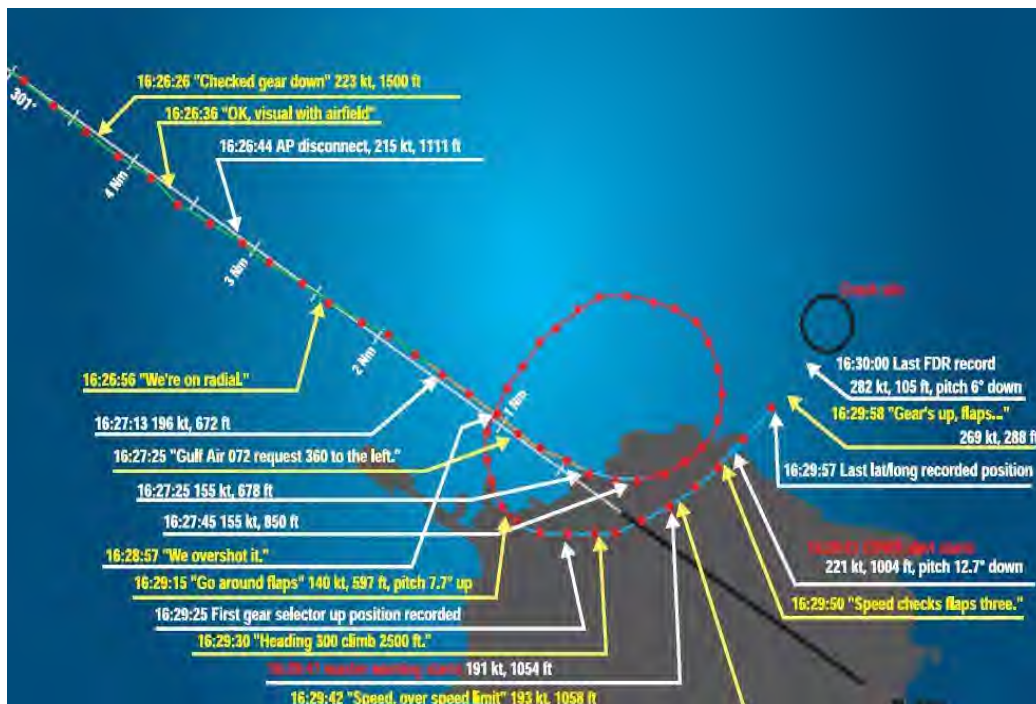 301°
16:26:26 "Checked gear down" 223 kt, 1500 ft
16:26:36 "OK, visual with airfield"
16:26:44 AP disconnect, 215 kt, 1111 ft
4 Nm
3 Nm
2 Nm
1 Nm
16:26:56 "We're on radial."
16:27:13 196 kt, 672 ft
16:27:25 "Gulf Air 072 request 360 to the left."
16:27:25 155 kt, 678 ft
16:27:45 155 kt, 850 ft
16:28:57 "We overshot it."
16:29:15 "Go around flaps" 140 kt, 597 ft, pitch 7.7° up
16:29:25 First gear selector up position recorded
16:29:30 "Heading 300 climb 2500 ft."
16:29:41 master warning starts 191 kt, 1054 ft
16:29:42 "Speed, over speed limit" 193 kt, 1058 ft
Crash site
16:30:00 Last FDR record
282 kt, 105 ft, pitch 6° down
16:29:58 "Gear's up, flaps..."
269 kt, 288 ft
16:29:57 Last lat/long recorded position
221 kt, 1004 ft, pitch 12.7° down
16:29:50 "Speed checks flaps three."